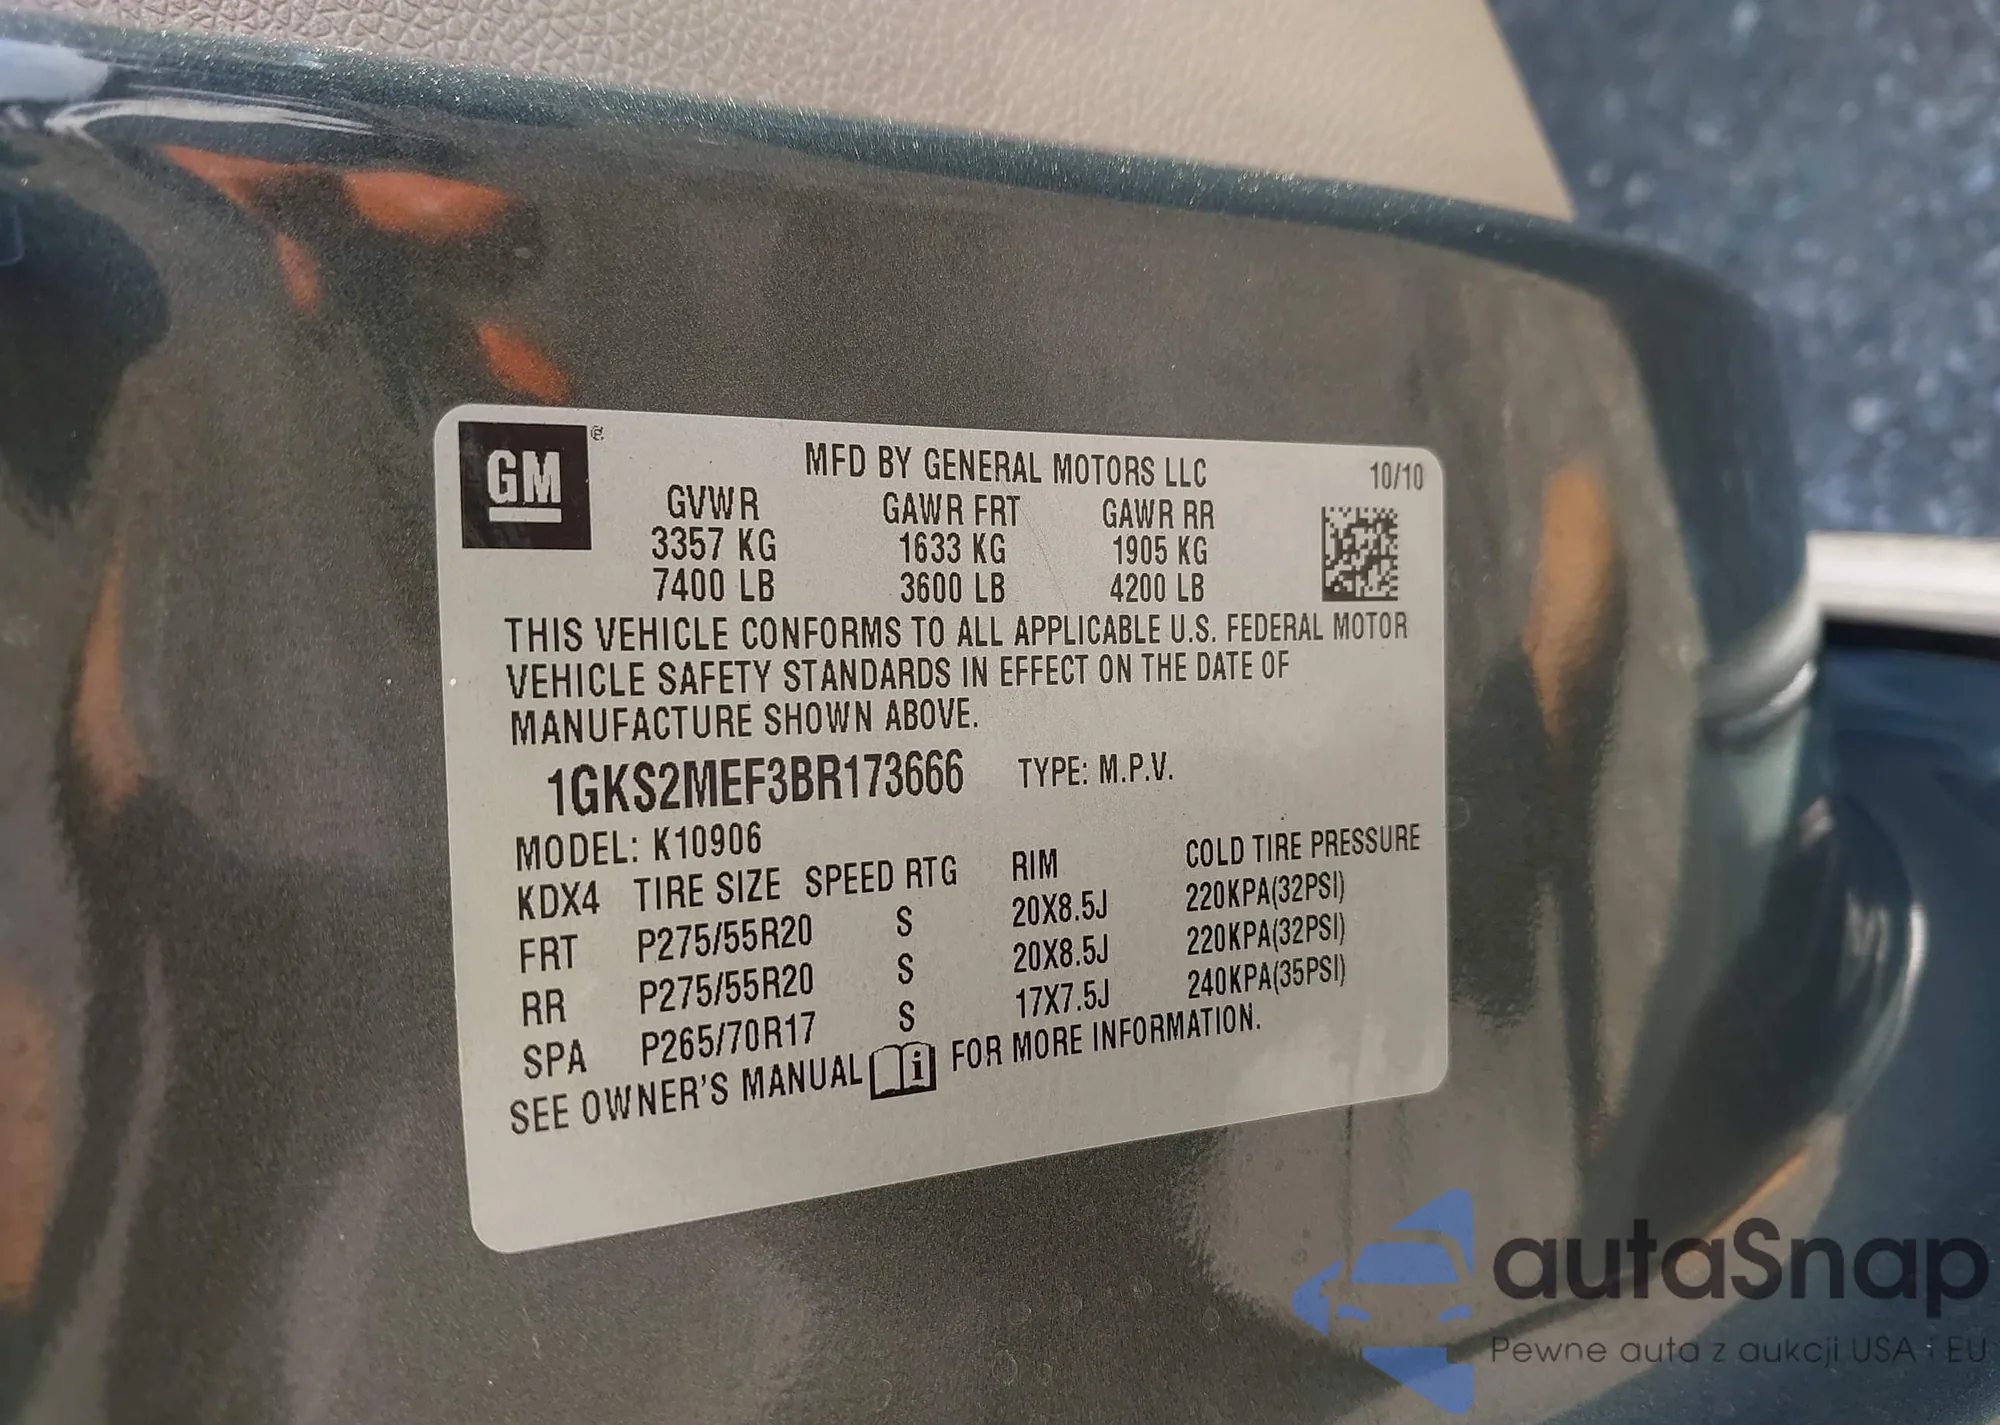 GM ®
MFD BY GENERAL MOTORS LLC 10/10
GVWR GAWR FRT GAWR RR
3357 KG 1633 KG 1905 KG
7400 LB 3600 LB 4200 LB
THIS VEHICLE CONFORMS TO ALL APPLICABLE U.S. FEDERAL MOTOR
VEHICLE SAFETY STANDARDS IN EFFECT ON THE DATE OF
MANUFACTURE SHOWN ABOVE.
1GKS2MEF3BR173666 TYPE: M.P.V.
MODEL: K10906
KDX4 TIRE SIZE SPEED RTG RIM COLD TIRE PRESSURE
FRT P275/55R20 S 20X8.5J 220KPA(32PSI)
RR P275/55R20 S 20X8.5J 220KPA(32PSI)
SPA P265/70R17 S 17X7.5J 240KPA(35PSI)
SEE OWNER'S MANUAL i FOR MORE INFORMATION.
autaSnap
Pewne auta z aukcji USA i EU